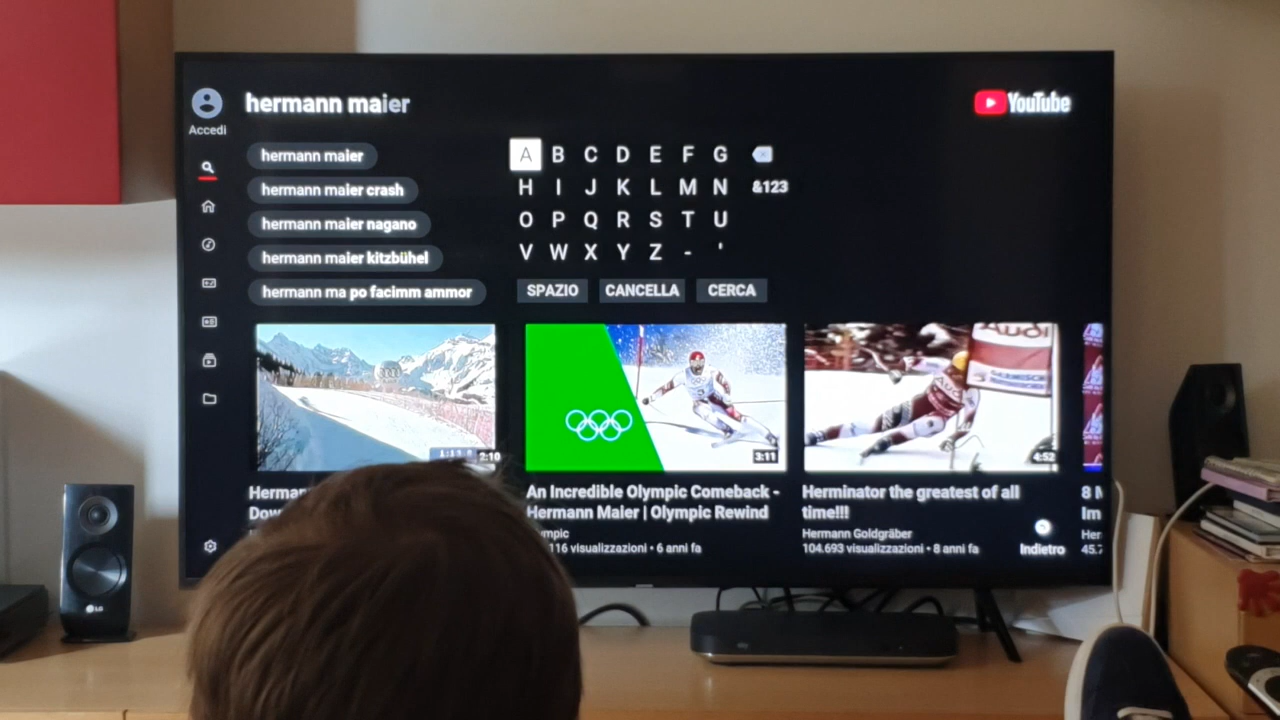 hermann maier
YouTube
Accedi
hermann maier
hermann maier crash
hermann maier nagano
hermann maier kitzbühel
hermann ma po facimm ammor
A B C D E F G
H I J K L M N &123
O P Q R S T U
V W X Y Z - '
SPAZIO CANCELLA CERCA
2:10
3:11
Audi
4:52
An Incredible Olympic Comeback -
Hermann Maier | Olympic Rewind
116 visualizzazioni • 6 anni fa
Herminator the greatest of all
time!!!
Hermann Goldgräber
104.693 visualizzazioni • 8 anni fa
Indietro
LG